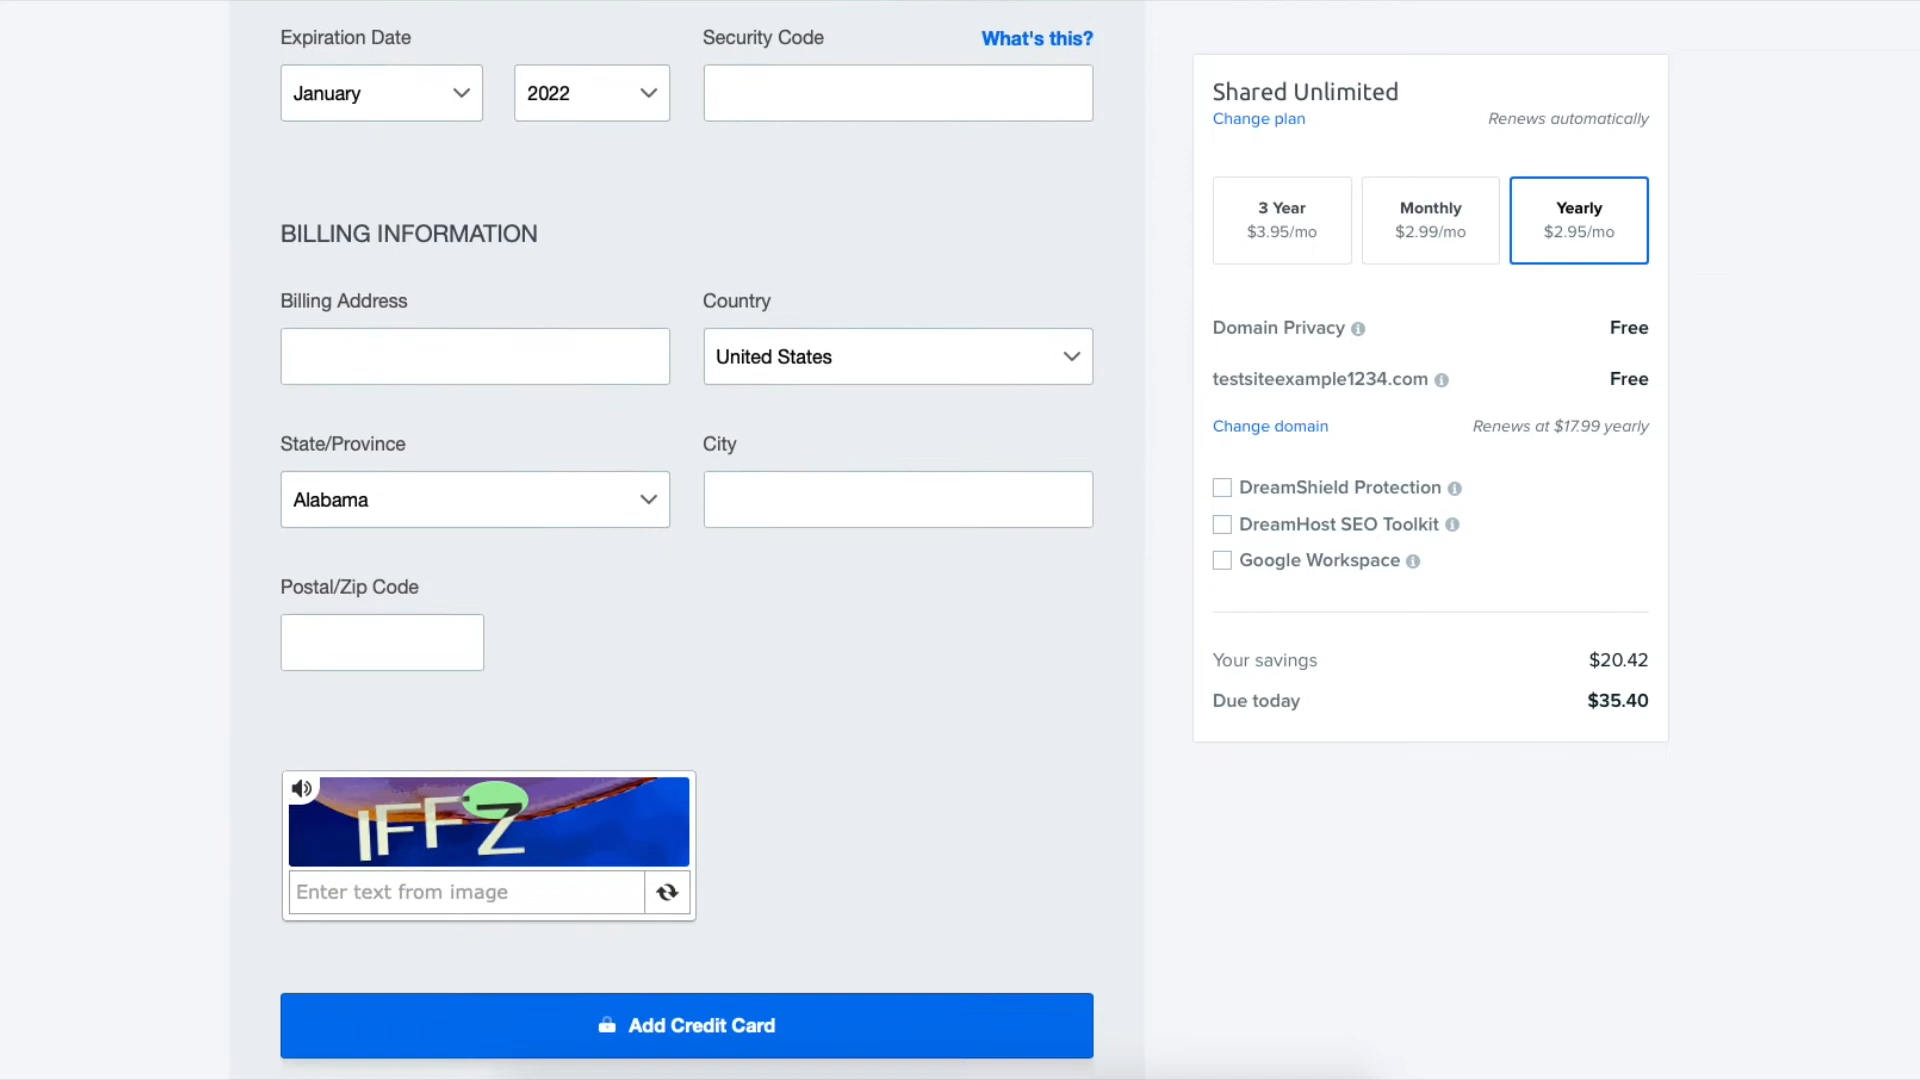 Expiration Date
Security Code
What's this?
January
2022
BILLING INFORMATION
Billing Address
Country
United States
State/Province
City
Alabama
Postal/Zip Code
IFFZ
Enter text from image
Add Credit Card
Shared Unlimited
Change plan
Renews automatically
3 Year
$3.95/mo
Monthly
$2.99/mo
Yearly
$2.95/mo
Domain Privacy
Free
testsiteexample1234.com
Free
Change domain
Renews at $17.99 yearly
DreamShield Protection
DreamHost SEO Toolkit
Google Workspace
Your savings
$20.42
Due today
$35.40